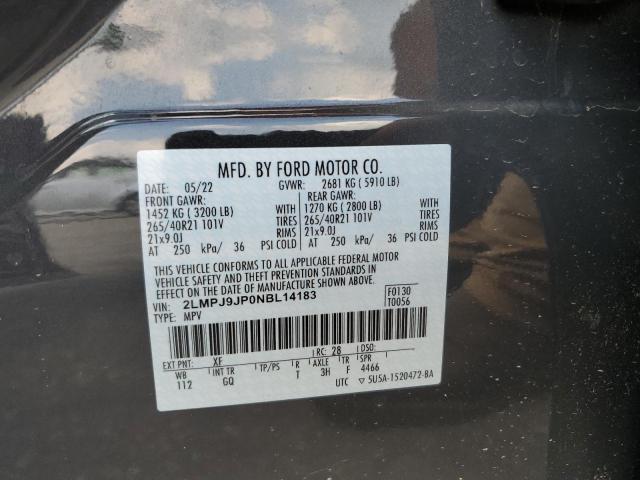 MFD. BY FORD MOTOR CO.
DATE: 05/22 GVWR: 2681 KG ( 5910 LB)
FRONT GAWR: REAR GAWR:
1452 KG ( 3200 LB) 1270 KG ( 2800 LB)
265/40R21 101V TIRES 265/40R21 101V TIRES
21x9.0J RIMS 21x9.0J RIMS
AT 250 kPa/ 36 PSI COLD AT 250 kPa/ 36 PSI COLD
THIS VEHICLE CONFORMS TO ALL APPLICABLE FEDERAL MOTOR
VEHICLE SAFETY AND THEFT PREVENTION STANDARDS IN
EFFECT ON THE DATE OF MANUFACTURE SHOWN ABOVE.
VIN: 2LMPJ9JP0NBL14183 F0130
TYPE: MPV T0056
EXT PNT: XF RC: 28 DSO:
WB INT TR TP/PS R AXLE TR SPR
112 GQ T 3H F 4466
UTC ▽ 5U5A-1520472-BA